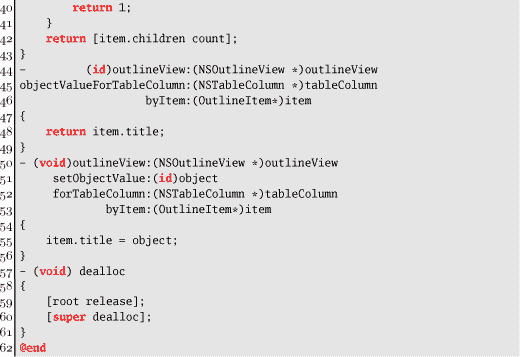 40         return 1;
41     }
42     return [item.children count];
43 }
44 -         (id)outlineView:(NSOutlineView *)outlineView
45 objectValueForTableColumn:(NSTableColumn *)tableColumn
46                    byItem:(OutlineItem*)item
47 {
48     return item.title;
49 }
50 - (void)outlineView:(NSOutlineView *)outlineView
51      setObjectValue:(id)object
52      forTableColumn:(NSTableColumn *)tableColumn
53              byItem:(OutlineItem*)item
54 {
55     item.title = object;
56 }
57 - (void) dealloc
58 {
59     [root release];
60     [super dealloc];
61 }
62 @end